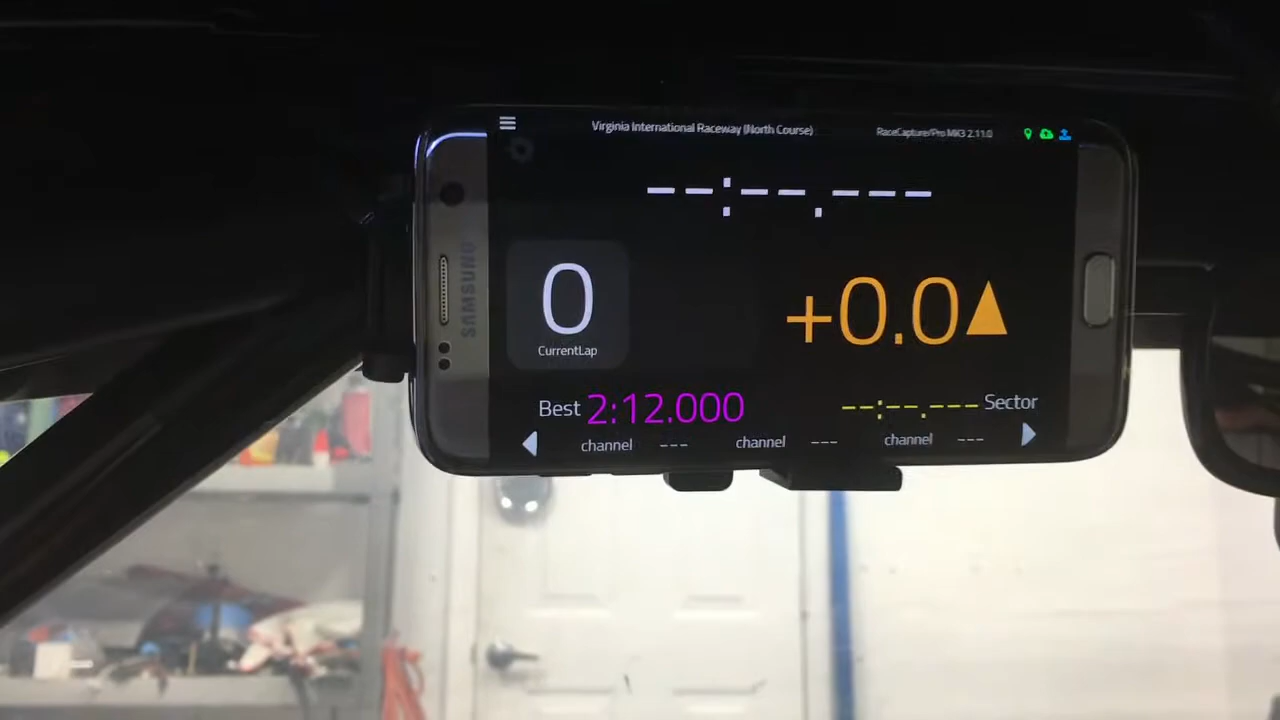 Virginia International Raceway (North Course)
RaceCapture/Pro MK3 2.11.0
--:--.---
SAMSUNG
0
CurrentLap
+0.0▲
Best 2:12.000
--:--.--- Sector
channel --- channel --- channel ---